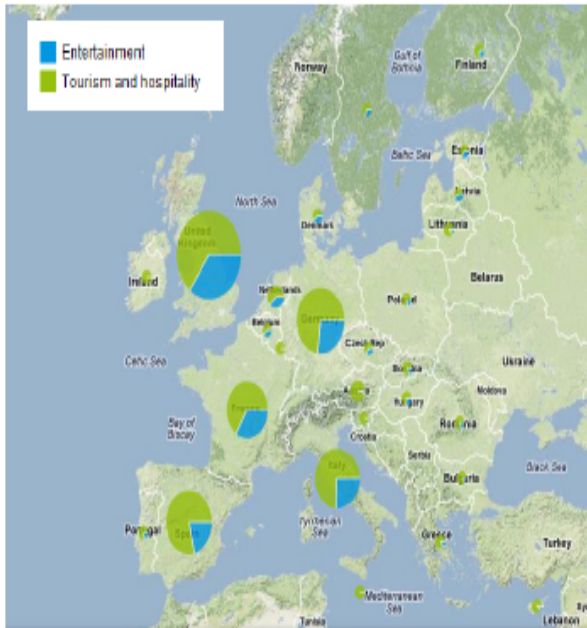 Entertainment
Tourism and hospitality
Norway
Gulf of
Bothnia
Finland
Estonia
Baltic Sea
Latvia
North Sea
Denmark
Lithuania
United
Kingdom
Ireland
Belarus
Netherlands
Poland
Germany
Belgium
Czech Rep
Celtic Sea
Ukraine
Slovakia
Moldova
Austria
Hungary
France
Romania
Croatia
Bay of
Biscay
Serbia
Italy
Bulgaria
Black Sea
Portugal
Spain
Tyrrhenian
Sea
Greece
Turkey
Mediterranean
Sea
Tunisia
Lebanon